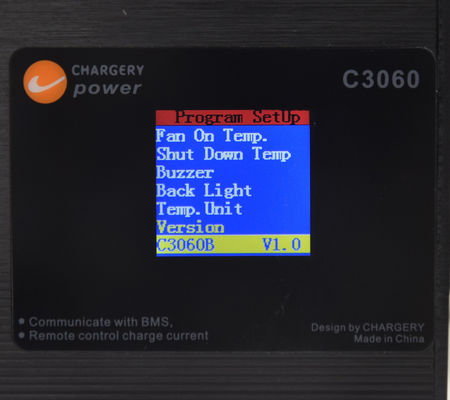 CHARGERY
power
C3060
Program SetUp
Fan On Temp.
Shut Down Temp
Buzzer
Back Light
Temp.Unit
Version
C3060B V1.0
• Communicate with BMS,
• Remote control charge current
Design by CHARGERY
Made in China